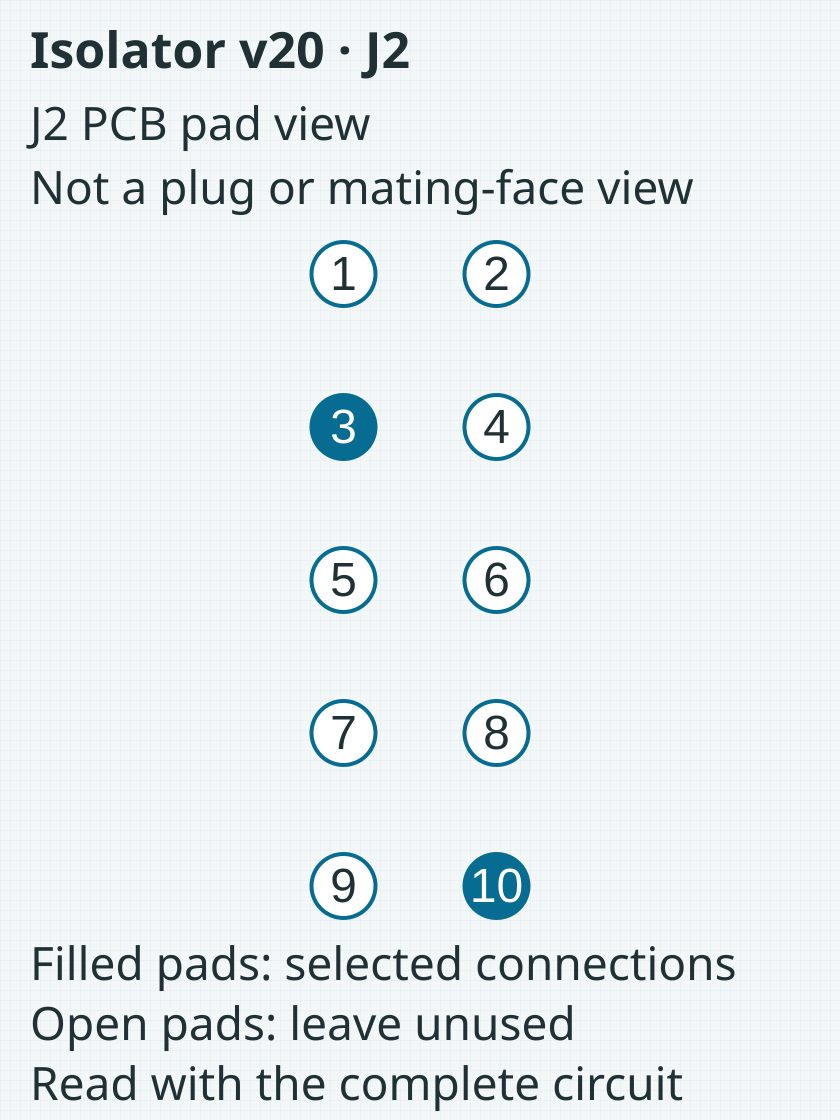 Isolator v20 · J2
J2 PCB pad view
Not a plug or mating-face view
1 2
3 4
5 6
7 8
9 10
Filled pads: selected connections
Open pads: leave unused
Read with the complete circuit